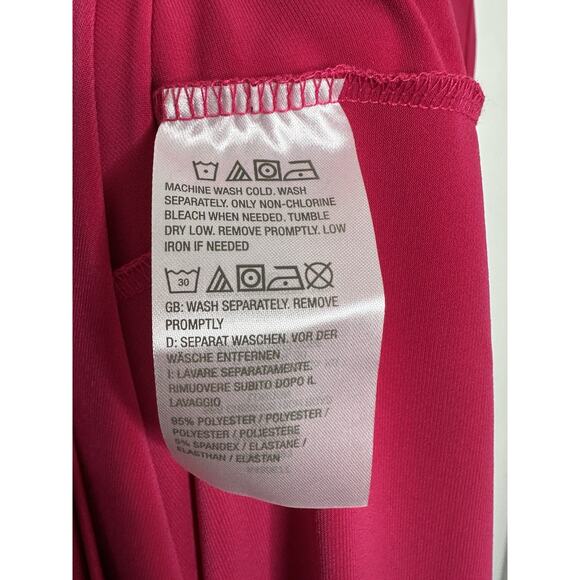 MACHINE WASH COLD. WASH
SEPARATELY. ONLY NON-CHLORINE
BLEACH WHEN NEEDED. TUMBLE
DRY LOW. REMOVE PROMPTLY. LOW
IRON IF NEEDED
30
GB: WASH SEPARATELY. REMOVE
PROMPTLY
D: SEPARAT WASCHEN. VOR DER
WÄSCHE ENTFERNEN
I: LAVARE SEPARATAMENTE.
RIMUOVERE SUBITO DOPO IL
LAVAGGIO
95% POLYESTER / POLYESTER /
POLYESTER / POLIESTERE
5% SPANDEX / ELASTANE /
ELASTHAN / ELASTAN